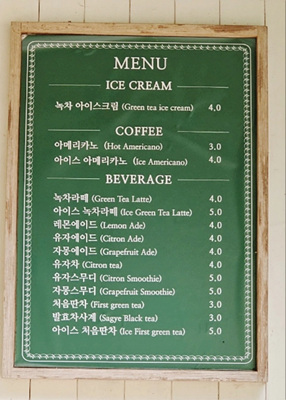 MENU
ICE CREAM
녹차 아이스크림 (Green tea ice cream) 4.0
COFFEE
아메리카노 (Hot Americano) 3.0
아이스 아메리카노 (Ice Americano) 4.0
BEVERAGE
녹차라떼 (Green Tea Latte) 4.0
아이스 녹차라떼 (Ice Green Tea Latte) 5.0
레몬에이드 (Lemon Ade) 4.0
유자에이드 (Citron Ade) 4.0
자몽에이드 (Grapefruit Ade) 4.0
유자차 (Citron tea) 4.0
유자스무디 (Citron Smoothie) 5.0
자몽스무디 (Grapefruit Smoothie) 5.0
처음딴차 (First green tea) 3.0
발효차사계 (Sagye Black tea) 3.0
아이스 처음딴차 (Ice First green tea) 5.0